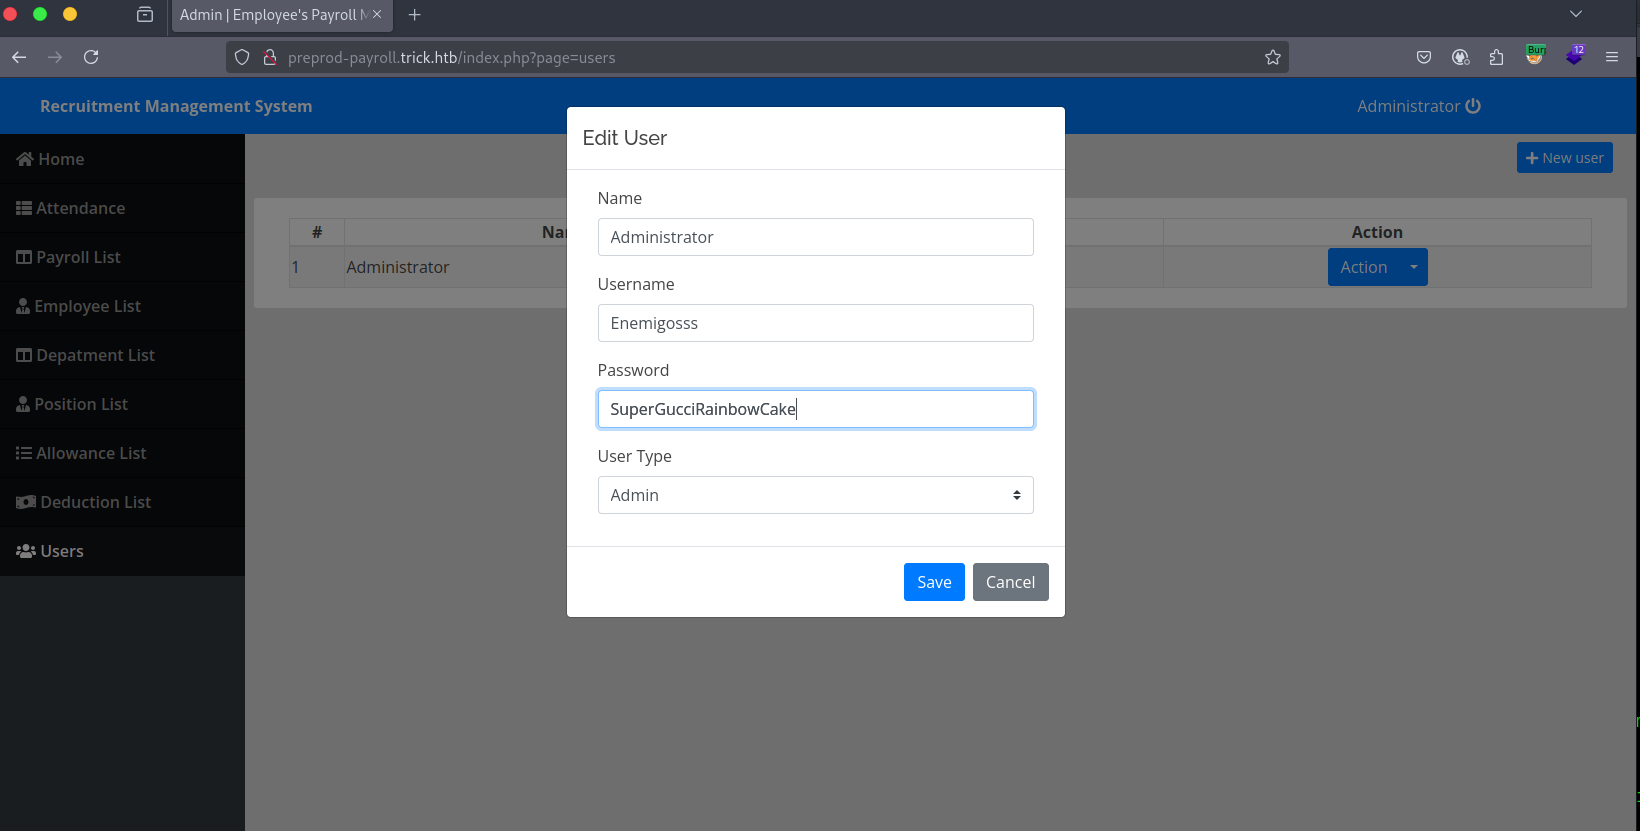 Admin | Employee's Payroll M
preprod-payroll.trick.htb/index.php?page=users
Burp
12
Recruitment Management System
Administrator
Home
Attendance
Payroll List
Employee List
Depatment List
Position List
Allowance List
Deduction List
Users
New user
#
Action
1
Administrator
Action
Edit User
Name
Administrator
Username
Enemigosss
Password
SuperGucciRainbowCake
User Type
Admin
Save
Cancel